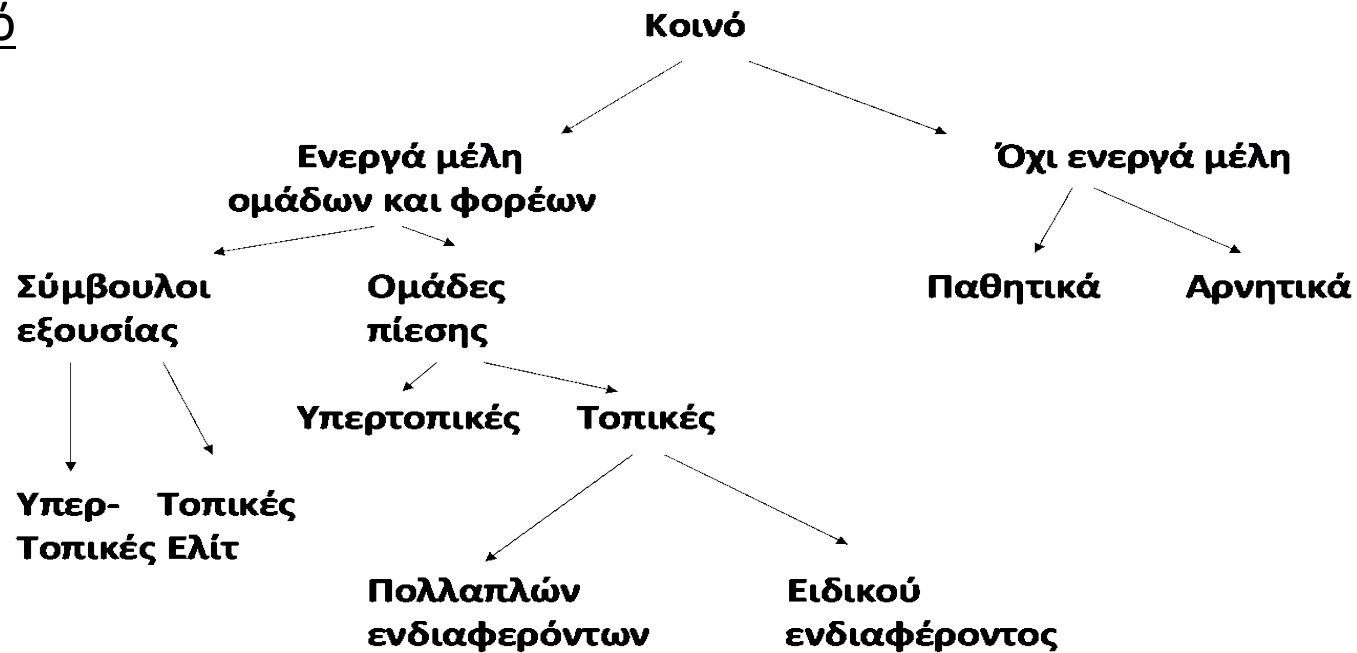 Κοινό
Ενεργά μέλη
ομάδων και φορέων
Όχι ενεργά μέλη
Σύμβουλοι
εξουσίας
Ομάδες
πίεσης
Παθητικά
Αρνητικά
Υπερτοπικές
Τοπικές
Υπερ- Τοπικές
Τοπικές Ελίτ
Πολλαπλών
ενδιαφερόντων
Ειδικού
ενδιαφέροντος